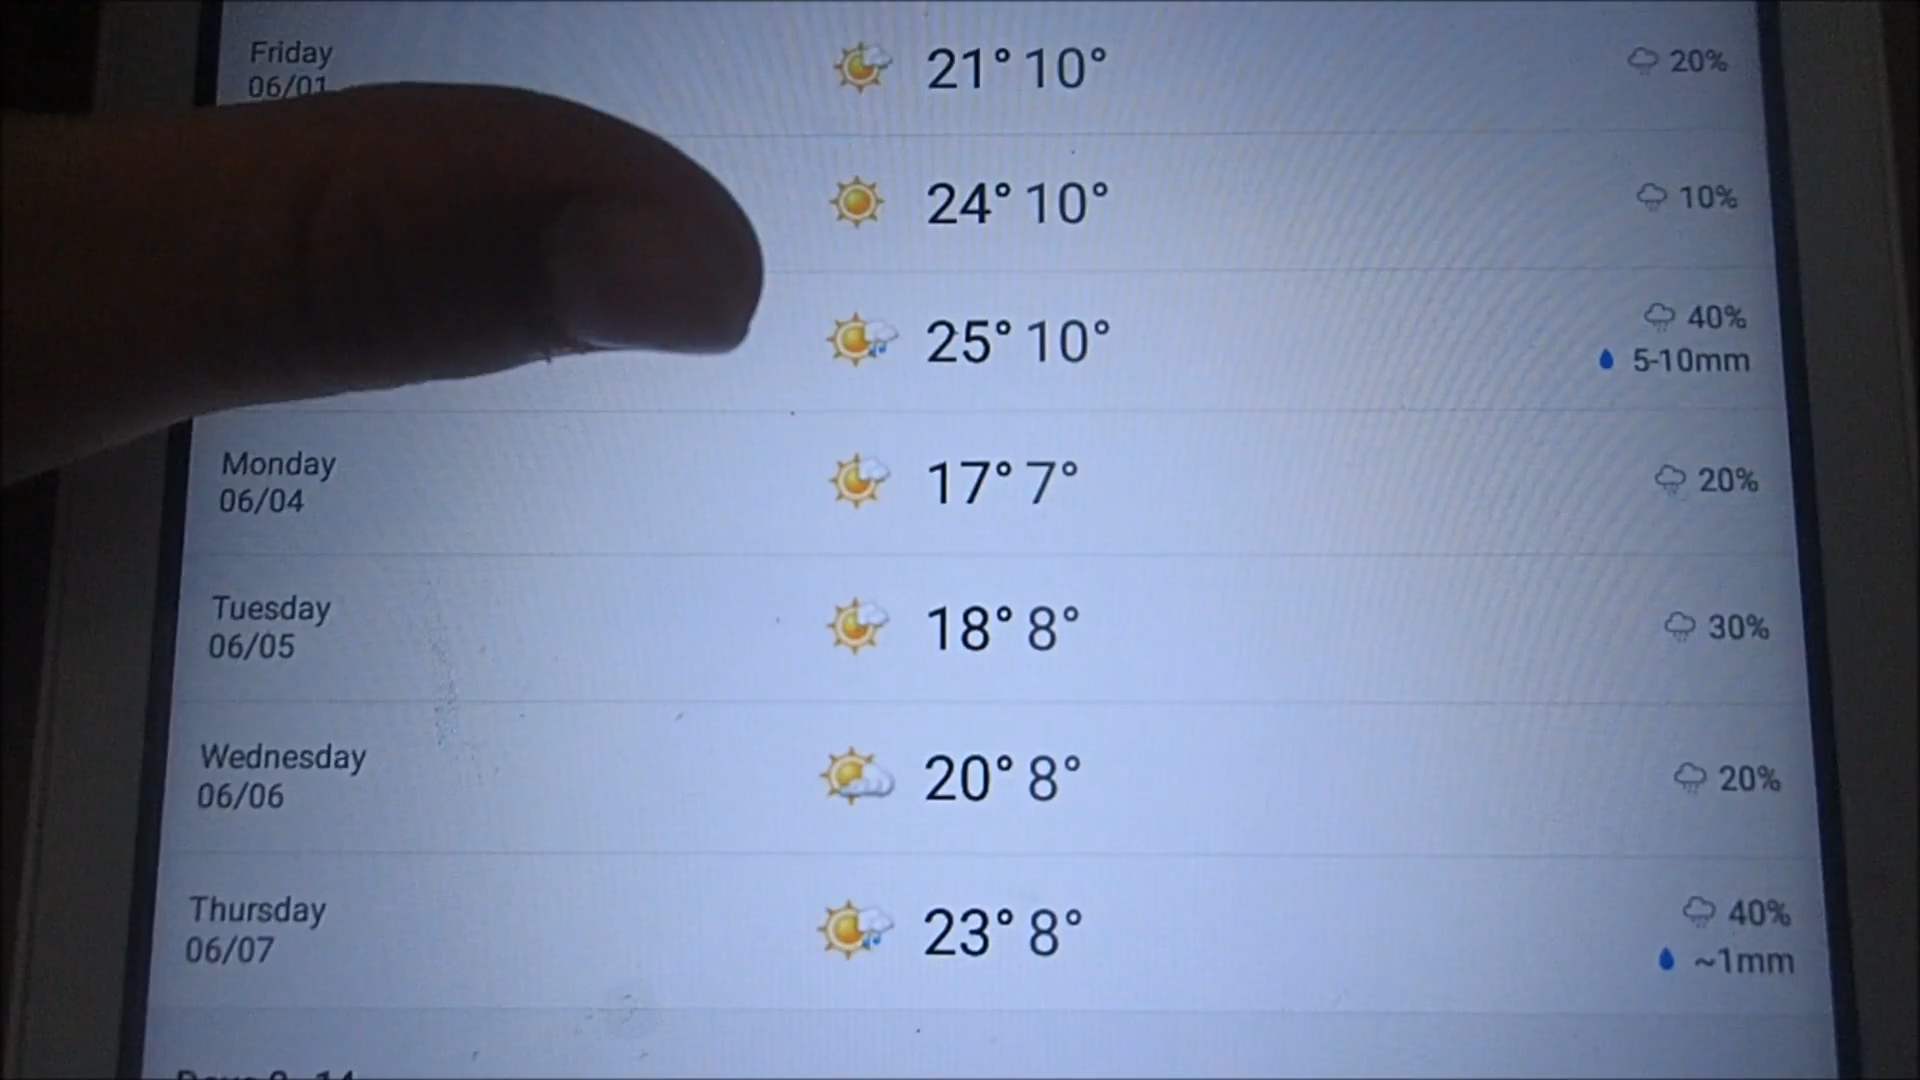 Friday
06/01
21° 10°
20%
24° 10°
10%
25° 10°
40%
5-10mm
Monday
06/04
17° 7°
20%
Tuesday
06/05
18° 8°
30%
Wednesday
06/06
20° 8°
20%
Thursday
06/07
23° 8°
40%
~1mm